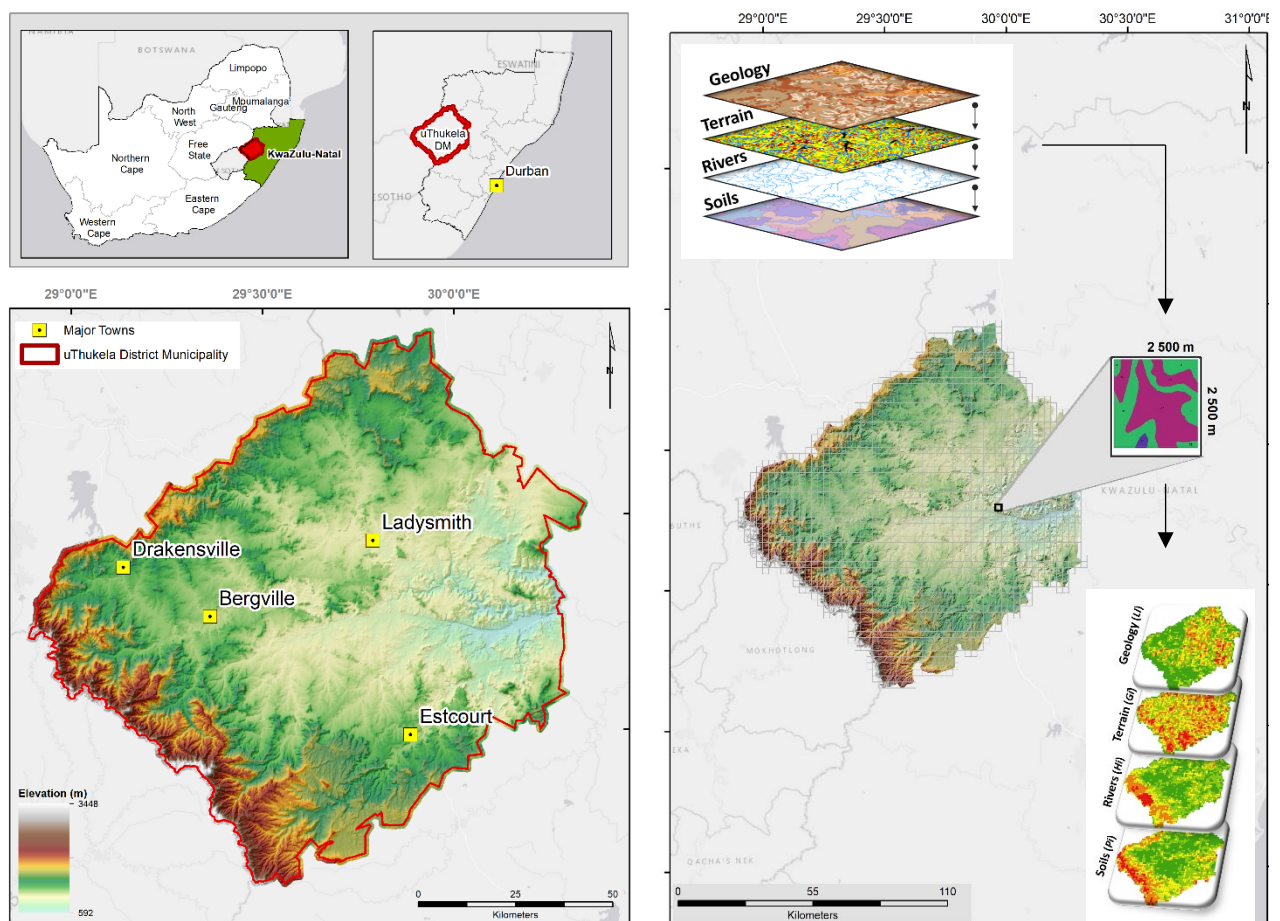 NAMIBIA
BOTSWANA
Limpopo
Mpumalanga
Gauteng
North
West
Free
State
KwaZulu-Natal
Northern
Cape
Eastern
Cape
Western
Cape
ESWATINI
uThukela
DM
Durban
ESOTHO
29°0'0"E
29°30'0"E
30°0'0"E
Major Towns
uThukela District Municipality
N
Ladysmith
Drakensville
Bergville
Estcourt
Elevation (m)
3448
592
0
25
50
Kilometers
29°0'0"E
29°30'0"E
30°0'0"E
30°30'0"E
31°0'0"E
Geology
Terrain
Rivers
Soils
N
2 500 m
2 500 m
KWAZULU-NATAL
BUTHE
MOKHOTLONG
EKA
QACHA'S NEK
Geology (Li)
Terrain (Gi)
Rivers (Hi)
Soils (Pi)
0
55
110
Kilometers